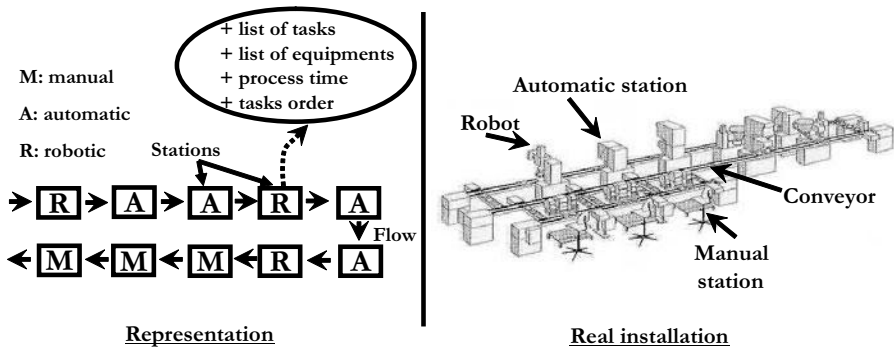 + list of tasks
+ list of equipments
+ process time
+ tasks order
M: manual
A: automatic
R: robotic
Stations
R A A R A
Flow
M M M R A
Representation
Automatic station
Robot
Conveyor
Manual
station
Real installation